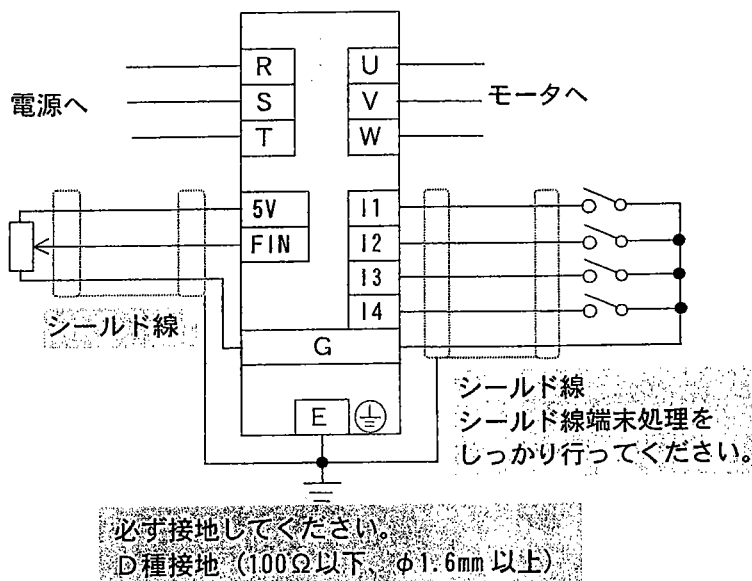 R U
電源へ S V モータへ
T W
5V I1
FIN I2
I3
I4
シールド線
G
シールド線
シールド線端末処理を
しっかり行ってください。
E
必ず接地してください。
D種接地（100Ω以下、φ1.6mm以上）